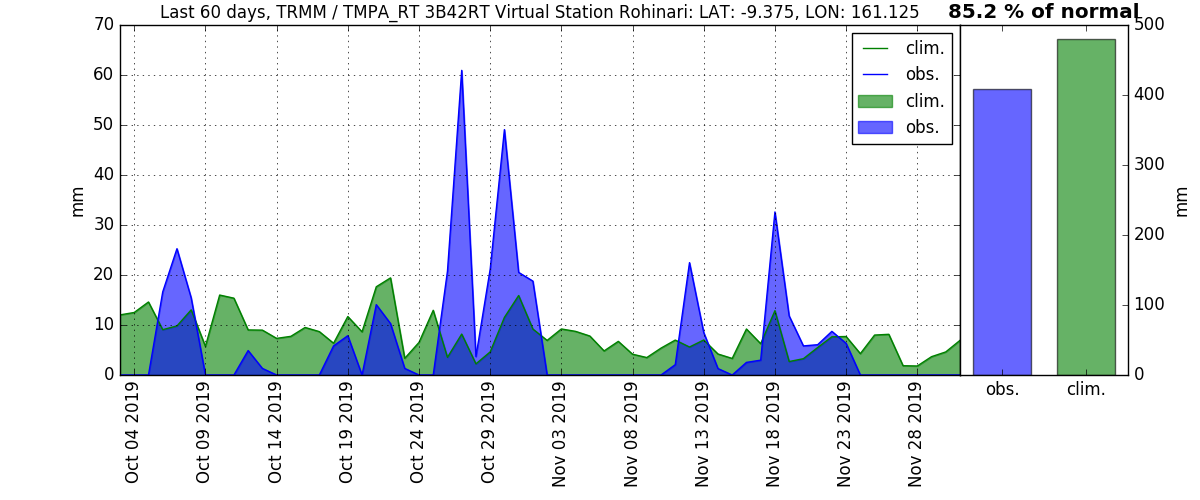 Last 60 days, TRMM / TMPA_RT 3B42RT Virtual Station Rohinari: LAT: -9.375, LON: 161.125
85.2 % of normal
70
60
50
40
30
20
10
0
mm
clim.
obs.
clim.
obs.
Oct 04 2019
Oct 09 2019
Oct 14 2019
Oct 19 2019
Oct 24 2019
Oct 29 2019
Nov 03 2019
Nov 08 2019
Nov 13 2019
Nov 18 2019
Nov 23 2019
Nov 28 2019
500
400
300
200
100
0
mm
obs.
clim.